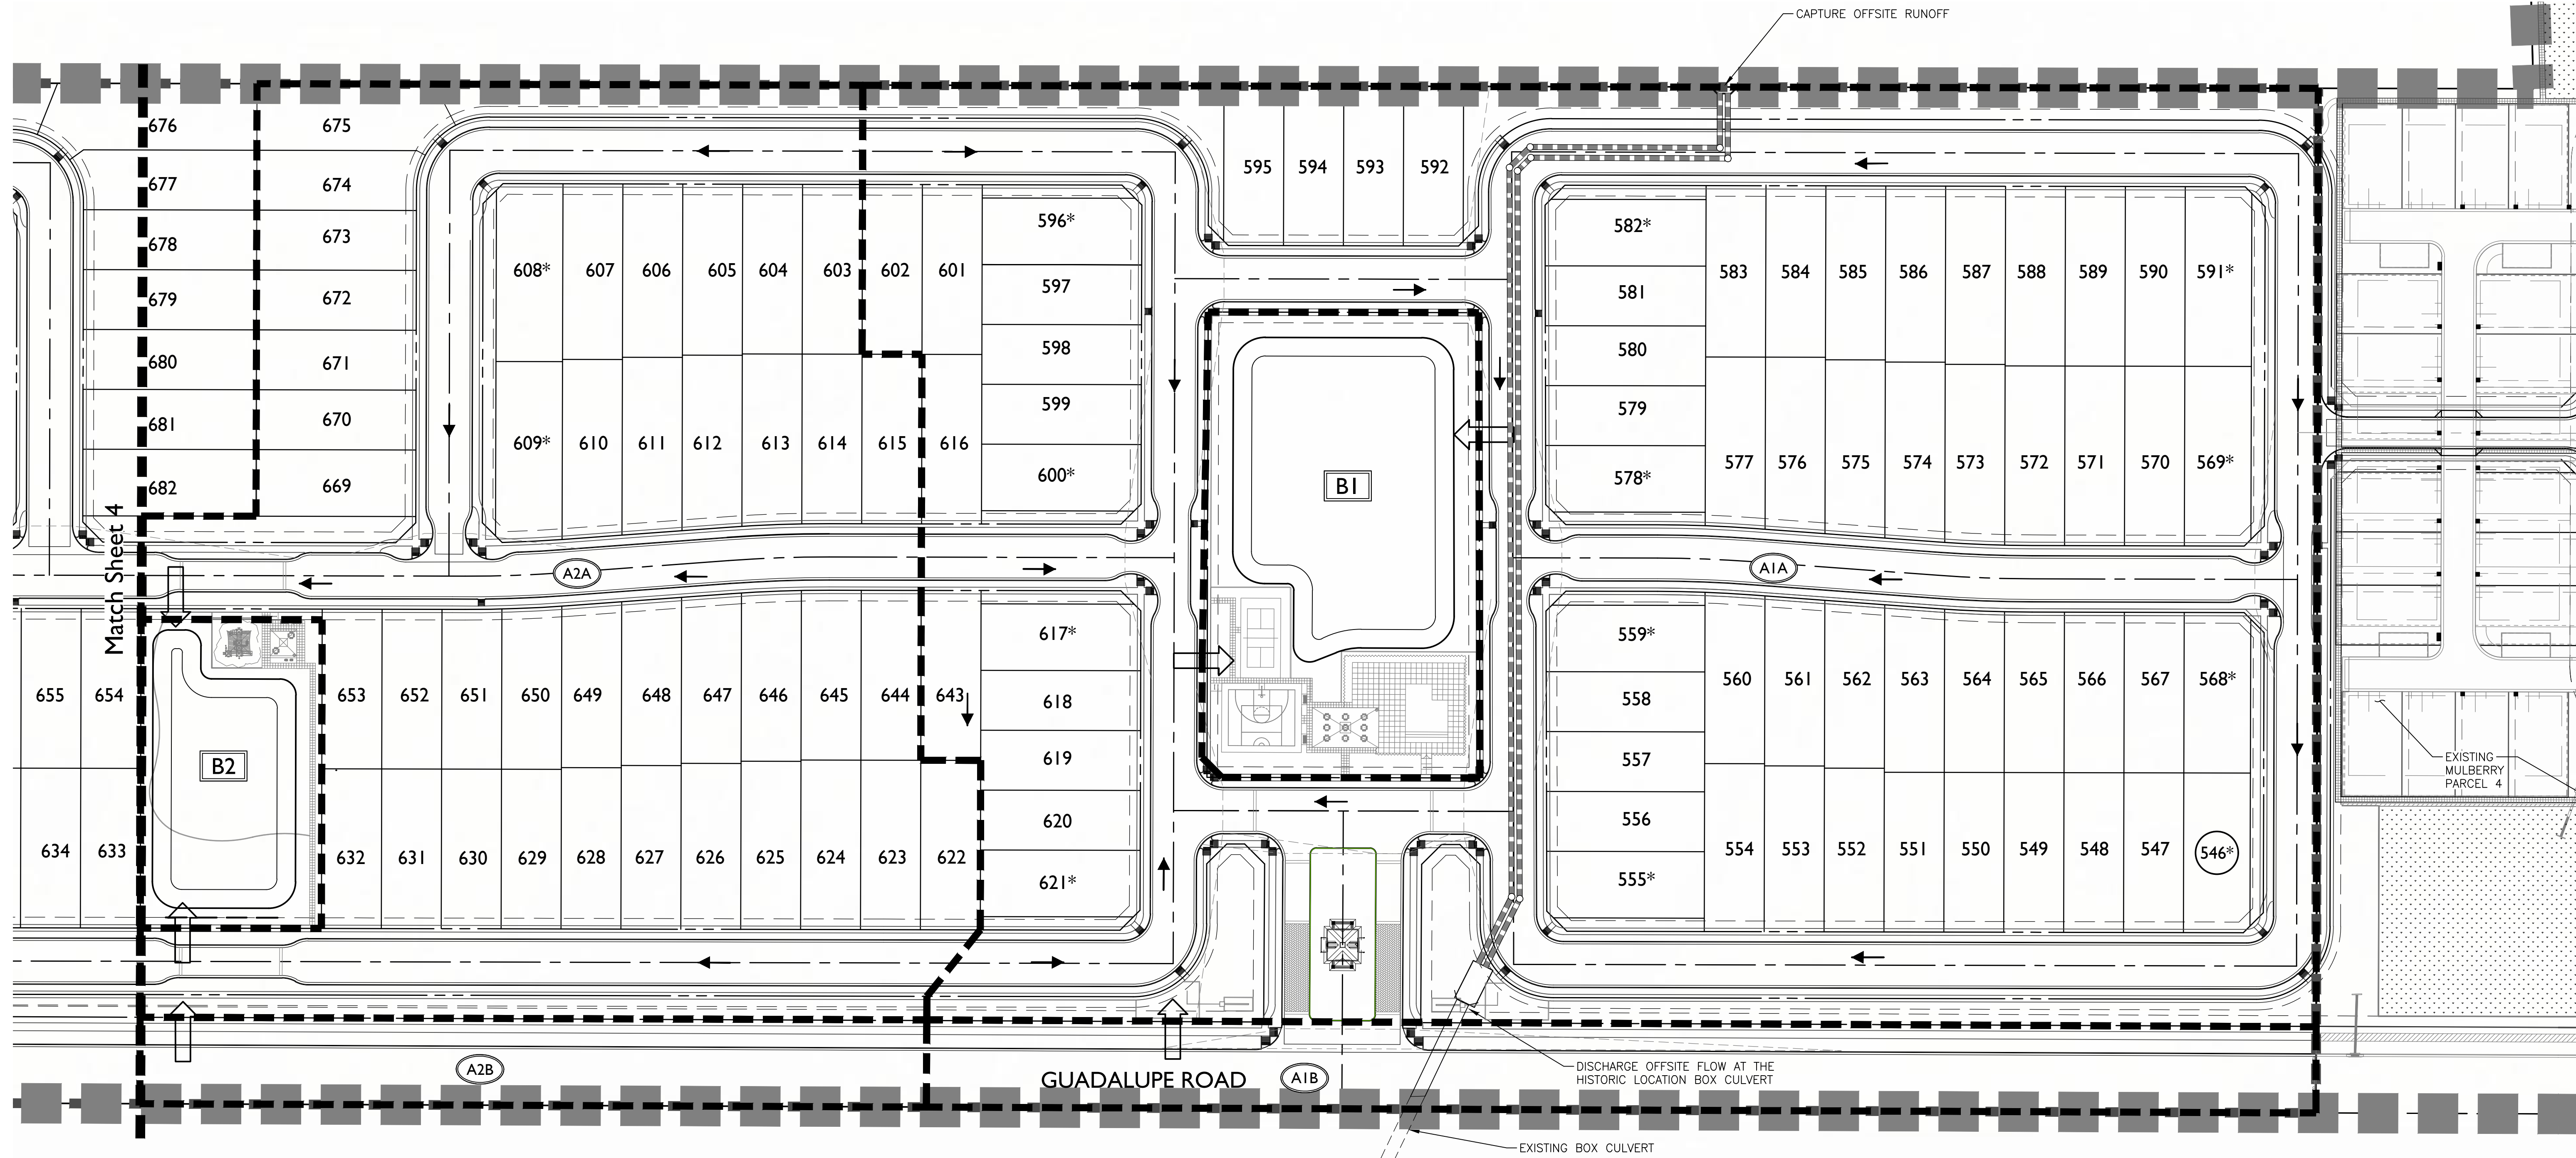 CAPTURE OFFSITE RUNOFF
676 675
677 674
678 673
679 672
680 671
681 670
682 669
Match Sheet 4
608* 607 606 605 604 603 602 601
609* 610 611 612 613 614 615 616
596*
597
598
599
600*
595 594 593 592
B1
582*
581
580
579
578*
583 584 585 586 587 588 589 590 591*
577 576 575 574 573 572 571 570 569*
A2A
A1A
655 654
634 633
B2
653 652 651 650 649 648 647 646 645 644 643
632 631 630 629 628 627 626 625 624 623 622
617*
618
619
620
621*
559*
558
557
556
555*
560 561 562 563 564 565 566 567 568*
554 553 552 551 550 549 548 547 546*
EXISTING
MULBERRY
PARCEL 4
A2B
GUADALUPE ROAD
A1B
DISCHARGE OFFSITE FLOW AT THE
HISTORIC LOCATION BOX CULVERT
EXISTING BOX CULVERT